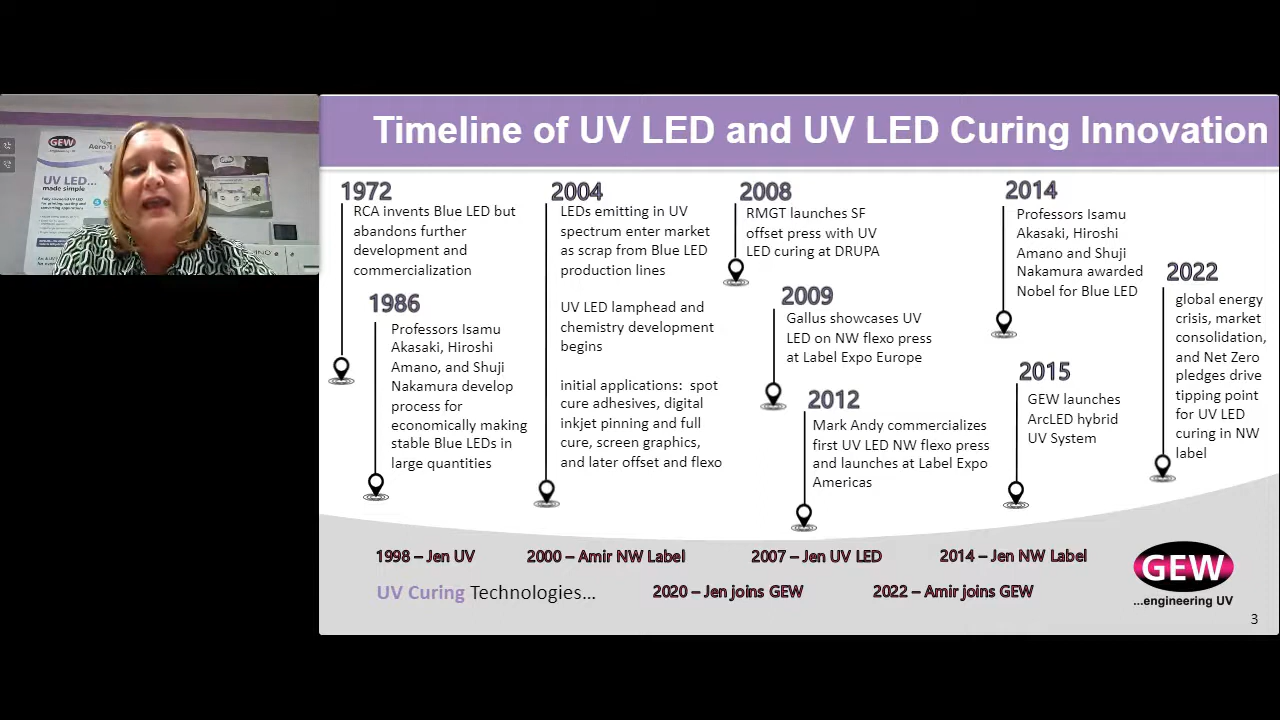 GEW
UV LED...
made simple
Timeline of UV LED and UV LED Curing Innovation
1972
RCA invents Blue LED but
abandons further
development and
commercialization
1986
Professors Isamu
Akasaki, Hiroshi
Amano, and Shuji
Nakamura develop
process for
economically making
stable Blue LEDs in
large quantities
2004
LEDs emitting in UV
spectrum enter market
as scrap from Blue LED
production lines
UV LED lamphead and
chemistry development
begins
initial applications: spot
cure adhesives, digital
inkjet pinning and full
cure, screen graphics,
and later offset and flexo
2008
RMGT launches SF
offset press with UV
LED curing at DRUPA
2009
Gallus showcases UV
LED on NW flexo press
at Label Expo Europe
2012
Mark Andy commercializes
first UV LED NW flexo press
and launches at Label Expo
Americas
2014
Professors Isamu
Akasaki, Hiroshi
Amano and Shuji
Nakamura awarded
Nobel for Blue LED
2015
GEW launches
ArcLED hybrid
UV System
2022
global energy
crisis, market
consolidation,
and Net Zero
pledges drive
tipping point
for UV LED
curing in NW
label
1998 – Jen UV
2000 – Amir NW Label
2007 – Jen UV LED
2014 – Jen NW Label
UV Curing Technologies...
2020 – Jen joins GEW
2022 – Amir joins GEW
GEW
...engineering UV
3